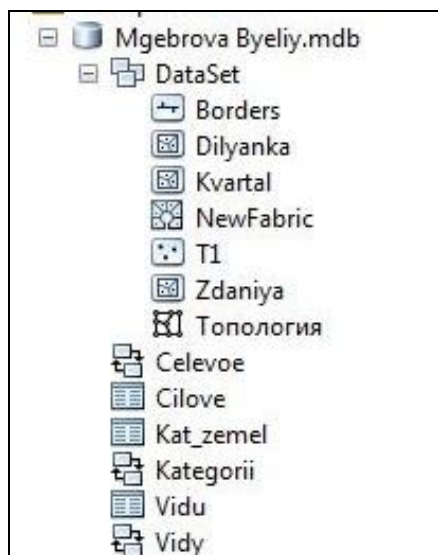 Mgebrova Byeliy.mdb
DataSet
Borders
Dilyanka
Kvartal
NewFabric
T1
Zdaniya
Топология
Celevoe
Cilove
Kat_zemel
Kategorii
Vidu
Vidy